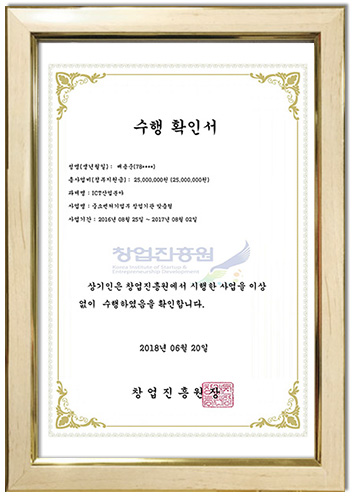 수행 확인서
성명(생년월일) : 배은숙(78••••)
총사업비(정부지원금) : 25,000,000원 (25,000,000원)
과제명 : ICT산업분야
사업명 : 중소벤처기업부 창업기관 맞춤형
사업기간 : 2016년 08월 25일 ~ 2017년 08월 02일
창업진흥원
Korea Institute of Startup &
Entrepreneurship Development
상기인은 창업진흥원에서 시행한 사업을 이상
없이 수행하였음을 확인합니다.
2018년 06월 20일
창 업 진 흥 원 장